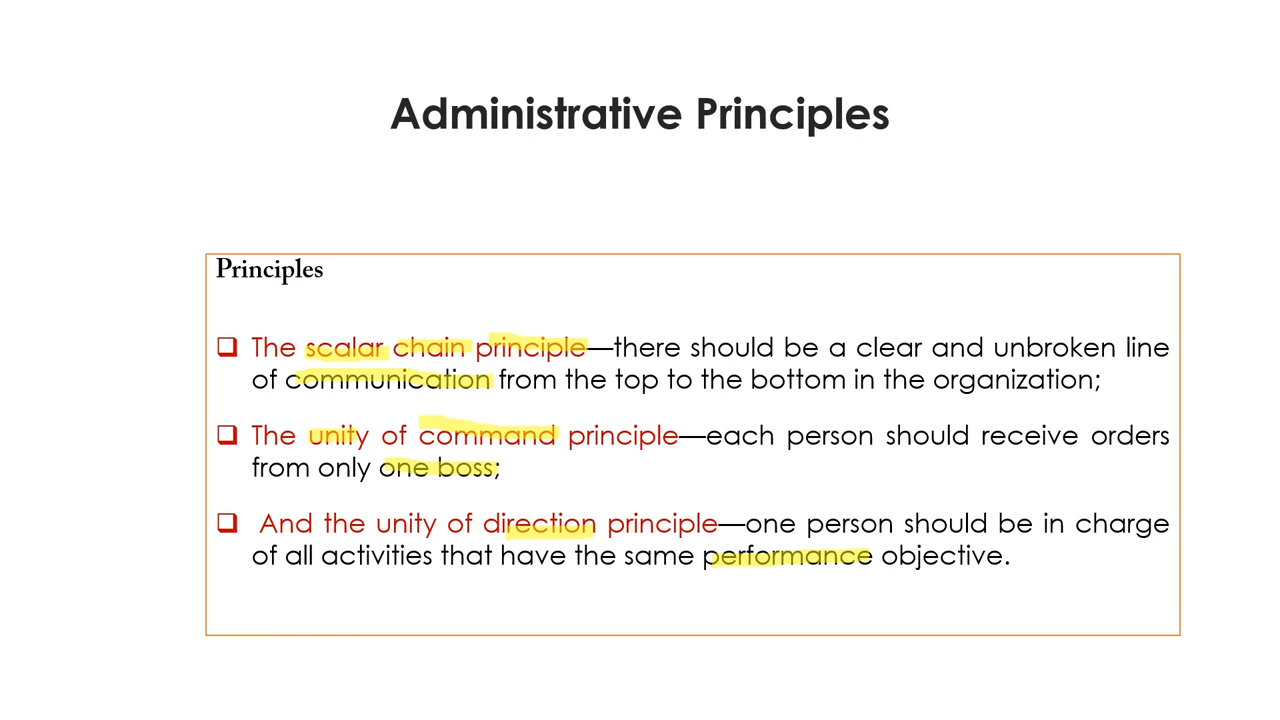 Administrative Principles
Principles
❑ The scalar chain principle—there should be a clear and unbroken line
of communication from the top to the bottom in the organization;
❑ The unity of command principle—each person should receive orders
from only one boss;
❑ And the unity of direction principle—one person should be in charge
of all activities that have the same performance objective.